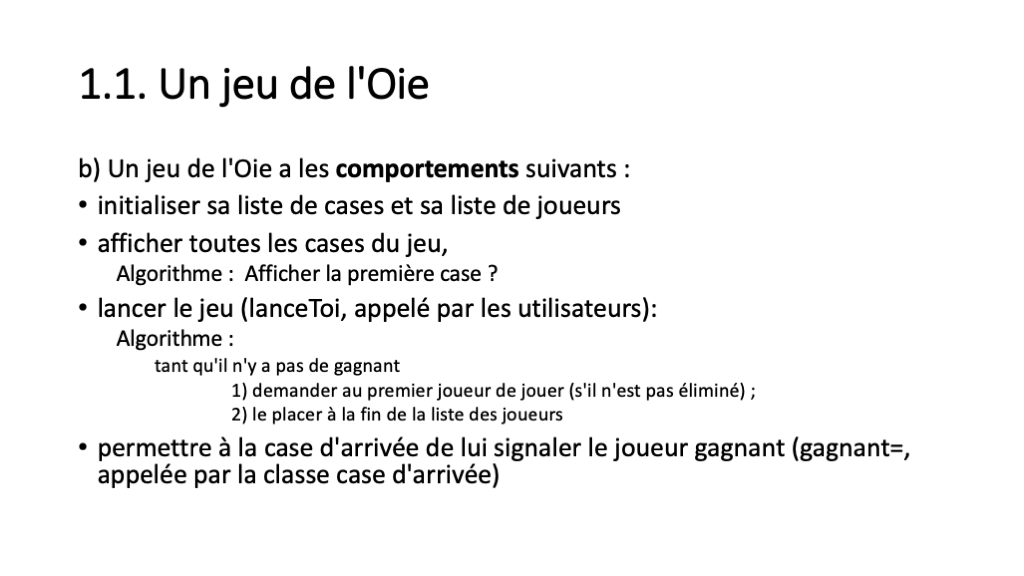 1.1. Un jeu de l'Oie
b) Un jeu de l'Oie a les comportements suivants :
• initialiser sa liste de cases et sa liste de joueurs
• afficher toutes les cases du jeu,
Algorithme : Afficher la première case ?
• lancer le jeu (lanceToi, appelé par les utilisateurs):
Algorithme :
tant qu'il n'y a pas de gagnant
1) demander au premier joueur de jouer (s'il n'est pas éliminé) ;
2) le placer à la fin de la liste des joueurs
• permettre à la case d'arrivée de lui signaler le joueur gagnant (gagnant=,
appelée par la classe case d'arrivée)